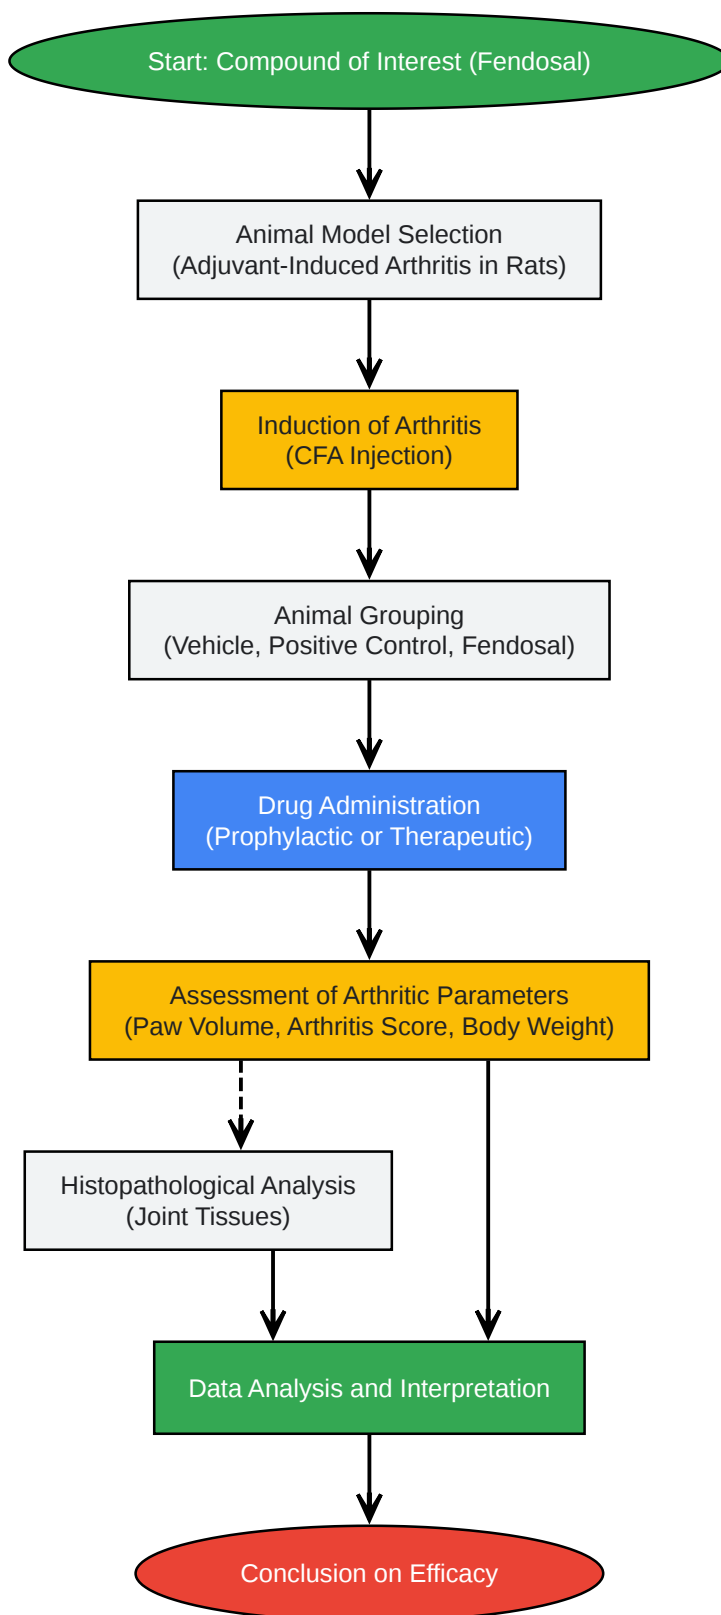 Start: Compound of Interest (Fendosal)
Animal Model Selection
(Adjuvant-Induced Arthritis in Rats)
Induction of Arthritis
(CFA Injection)
Animal Grouping
(Vehicle, Positive Control, Fendosal)
Drug Administration
(Prophylactic or Therapeutic)
Assessment of Arthritic Parameters
(Paw Volume, Arthritis Score, Body Weight)
Histopathological Analysis
(Joint Tissues)
Data Analysis and Interpretation
Conclusion on Efficacy